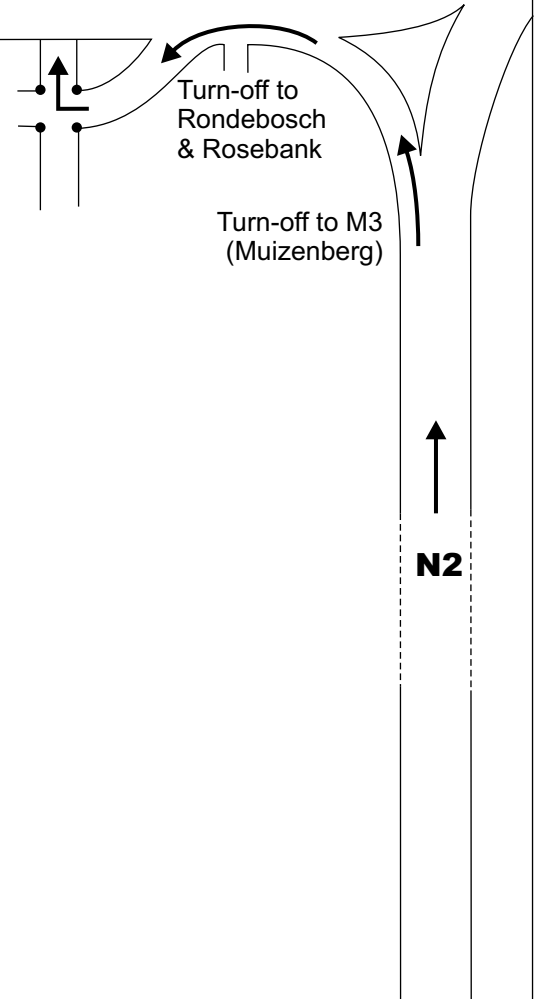 Turn-off to
Rondebosch
& Rosebank
Turn-off to M3
(Muizenberg)
N2